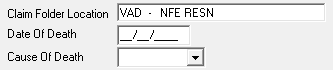 Claim Folder Location VAD - NFE RESN
Date Of Death __/__/____
Cause Of Death